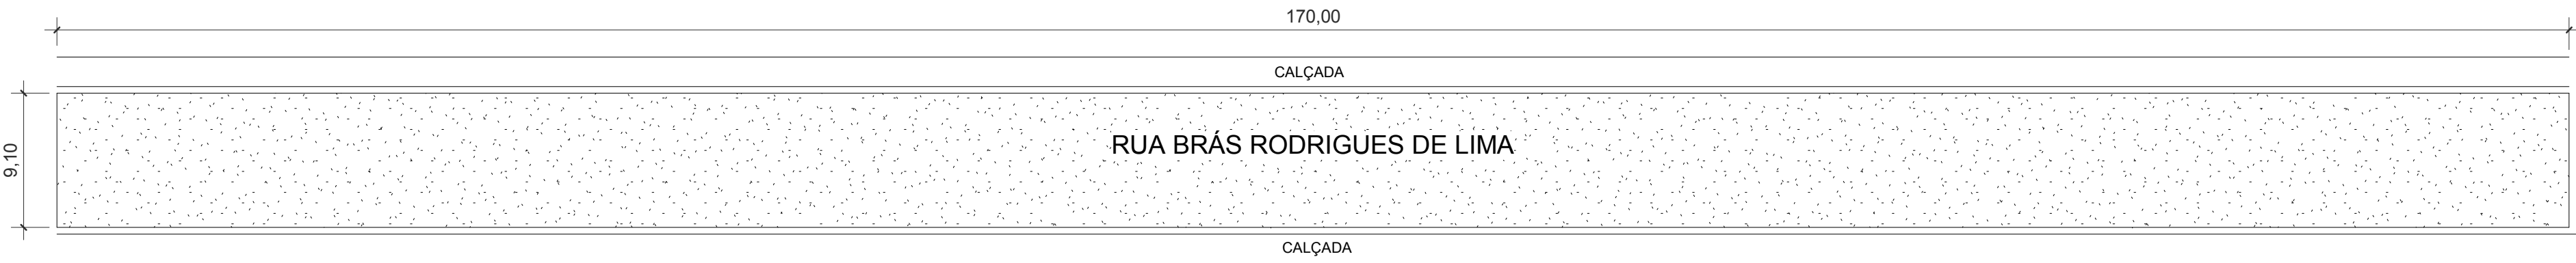 170,00
CALÇADA
9,10
RUA BRÁS RODRIGUES DE LIMA
CALÇADA